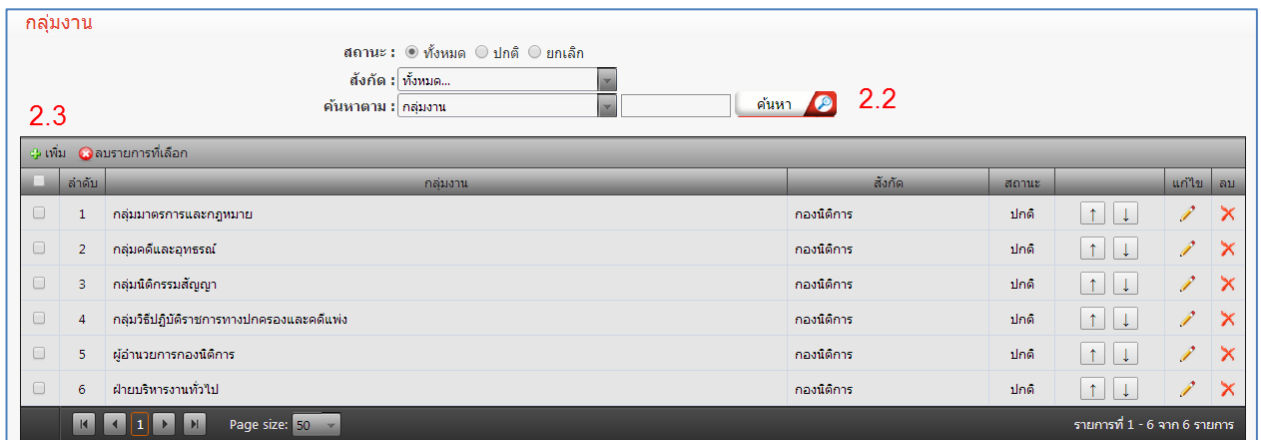 กลุ่มงาน
สถานะ : ทั้งหมด ปกติ ยกเลิก
สังกัด : ทั้งหมด...
ค้นหาตาม : กลุ่มงาน ค้นหา 2.2
2.3
เพิ่ม ลบรายการที่เลือก
ลำดับ กลุ่มงาน สังกัด สถานะ แก้ไข ลบ
1 กลุ่มมาตรการและกฎหมาย กองนิติการ ปกติ ↑ ↓
2 กลุ่มคดีและอุทธรณ์ กองนิติการ ปกติ ↑ ↓
3 กลุ่มนิติกรรมสัญญา กองนิติการ ปกติ ↑ ↓
4 กลุ่มวิธีปฏิบัติราชการทางปกครองและคดีแพ่ง กองนิติการ ปกติ ↑ ↓
5 ผู้อำนวยการกองนิติการ กองนิติการ ปกติ ↑ ↓
6 ฝ่ายบริหารงานทั่วไป กองนิติการ ปกติ ↑ ↓
1 Page size: 50 รายการที่ 1 - 6 จาก 6 รายการ